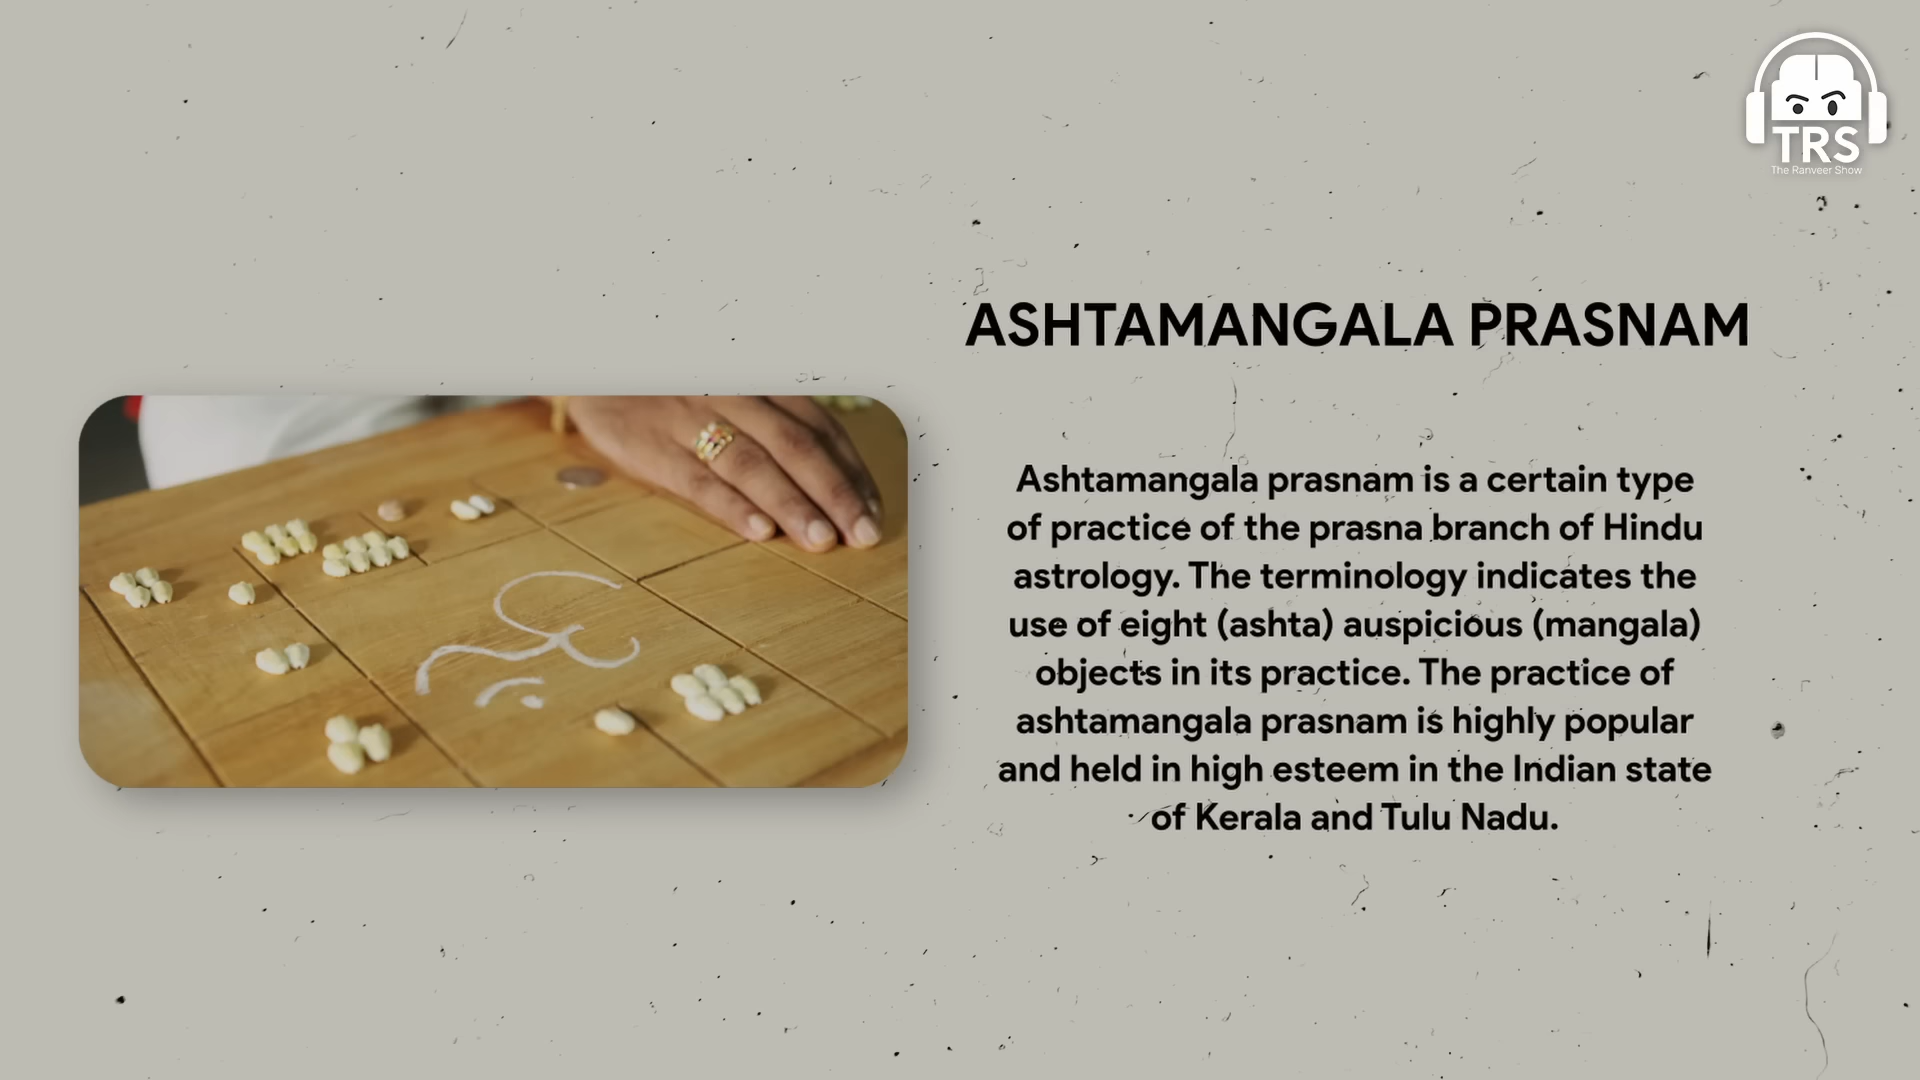 TRS
The Ranveer Show
ASHTAMANGALA PRASNAM
Ashtamangala prasnam is a certain type
of practice of the prasna branch of Hindu
astrology. The terminology indicates the
use of eight (ashta) auspicious (mangala)
objects in its practice. The practice of
ashtamangala prasnam is highly popular
and held in high esteem in the Indian state
of Kerala and Tulu Nadu.